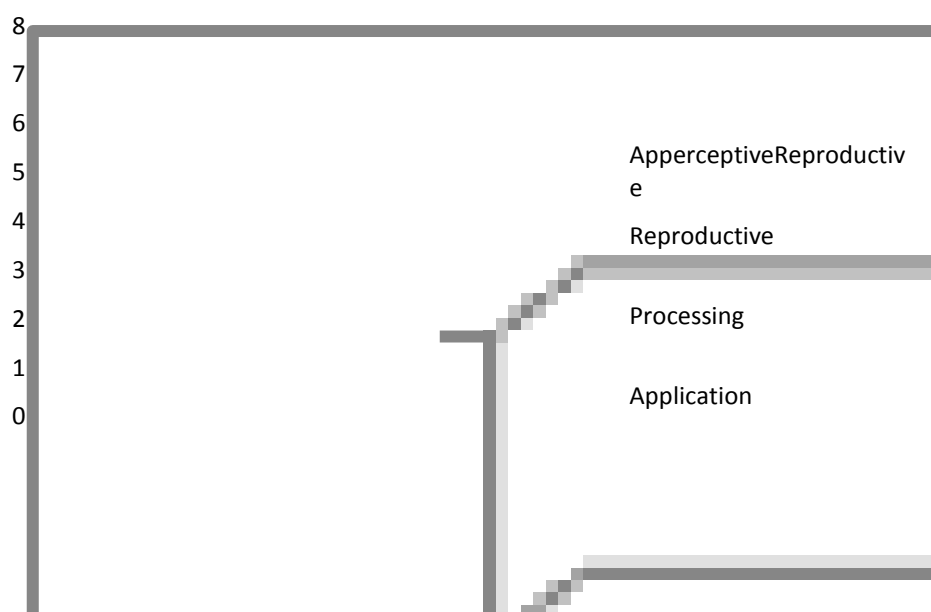 8
7
6
5
4
3
2
1
0
ApperceptiveReproductiv
e
Reproductive
Processing
Application